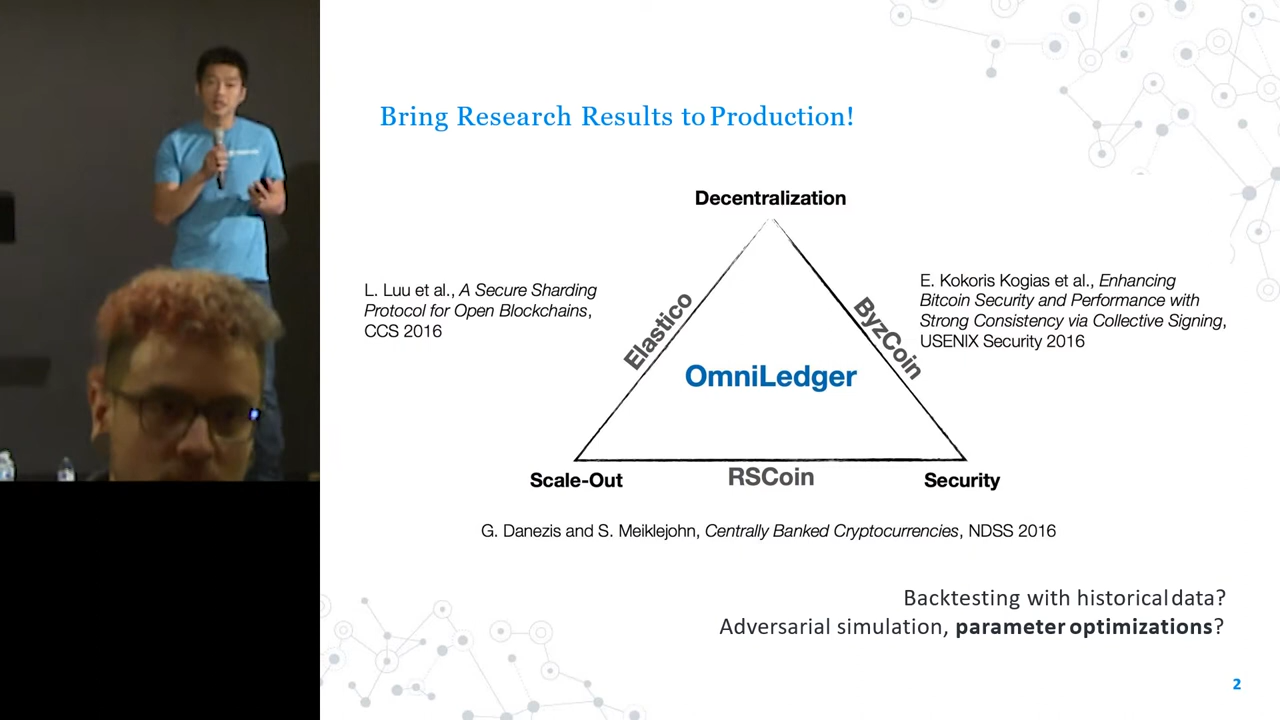 Bring Research Results to Production!
Decentralization
L. Luu et al., A Secure Sharding
Protocol for Open Blockchains,
CCS 2016
Elastico
ByzCoin
E. Kokoris Kogias et al., Enhancing
Bitcoin Security and Performance with
Strong Consistency via Collective Signing,
USENIX Security 2016
OmniLedger
Scale-Out
RSCoin
Security
G. Danezis and S. Meiklejohn, Centrally Banked Cryptocurrencies, NDSS 2016
Backtesting with historical data?
Adversarial simulation, parameter optimizations?
2